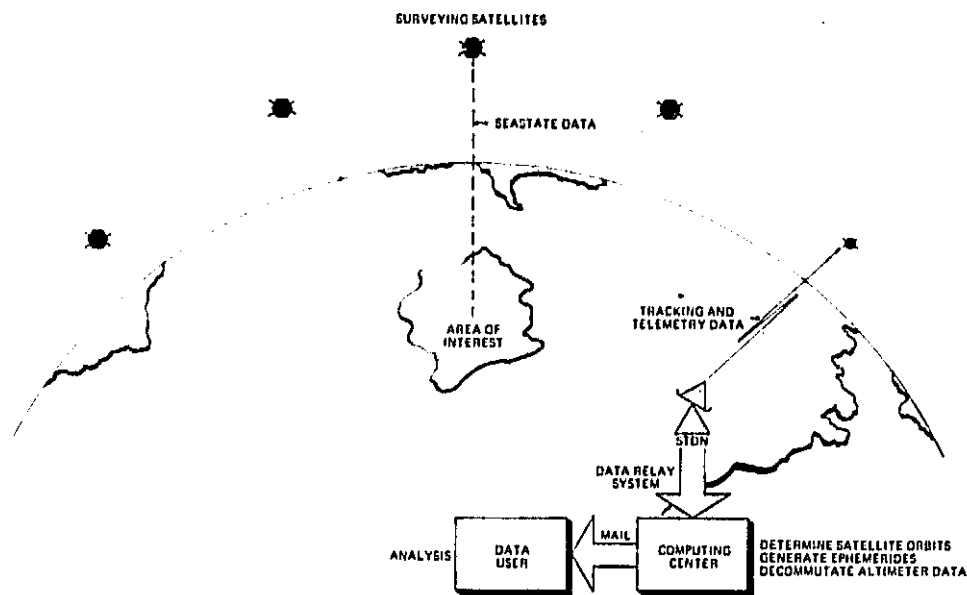 SURVEYING SATELLITES
SEASTATE DATA
AREA OF
INTEREST
TRACKING AND
TELEMETRY DATA
STDN
DATA RELAY
SYSTEM
MAIL
ANALYSIS
DATA
USER
COMPUTING
CENTER
DETERMINE SATELLITE ORBITS
GENERATE EPHEMERIDES
DECOMMUTATE ALTIMETER DATA